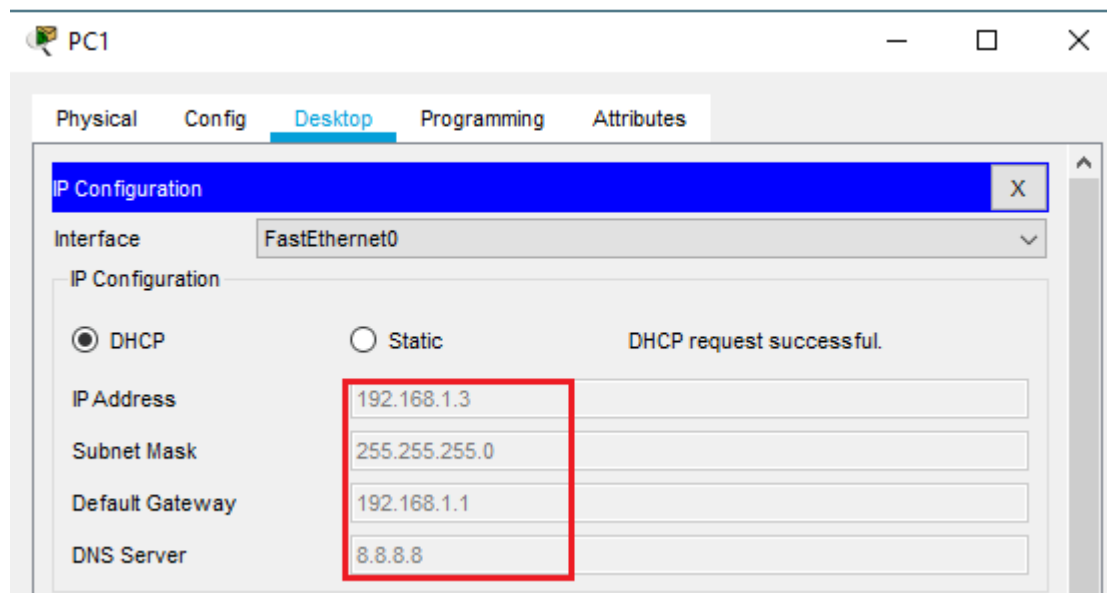 PC1
Physical Config Desktop Programming Attributes
IP Configuration X
Interface FastEthernet0
IP Configuration
DHCP Static DHCP request successful.
IP Address 192.168.1.3
Subnet Mask 255.255.255.0
Default Gateway 192.168.1.1
DNS Server 8.8.8.8